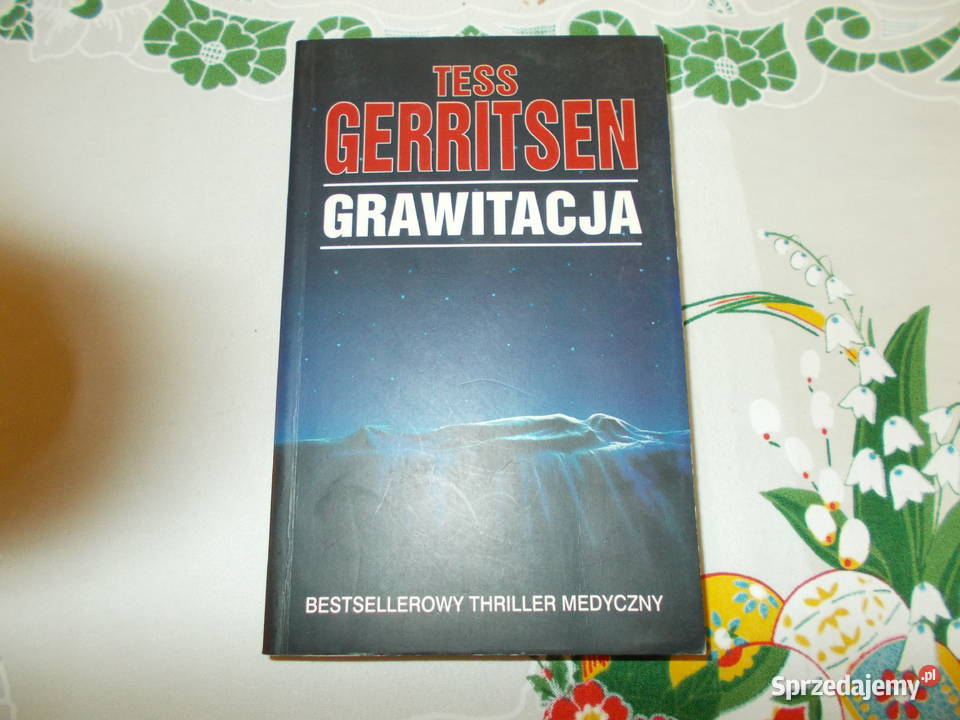 TESS
GERRITSEN
GRAWITACJA
BESTSELLEROWY THRILLER MEDYCZNY
Sprzedajemy.pl